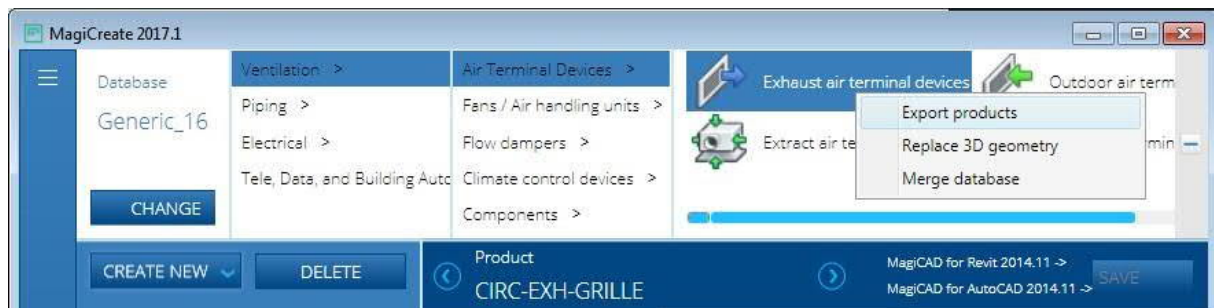 MagiCreate 2017.1
Database
Generic_16
CHANGE
Ventilation >
Piping >
Electrical >
Tele, Data, and Building Auto
Air Terminal Devices >
Fans / Air handling units >
Flow dampers >
Climate control devices >
Components >
Exhaust air terminal devices
Outdoor air term
Extract air te
Export products
Replace 3D geometry
Merge database
CREATE NEW
DELETE
Product
CIRC-EXH-GRILLE
MagiCAD for Revit 2014.11 ->
MagiCAD for AutoCAD 2014.11 ->
SAVE